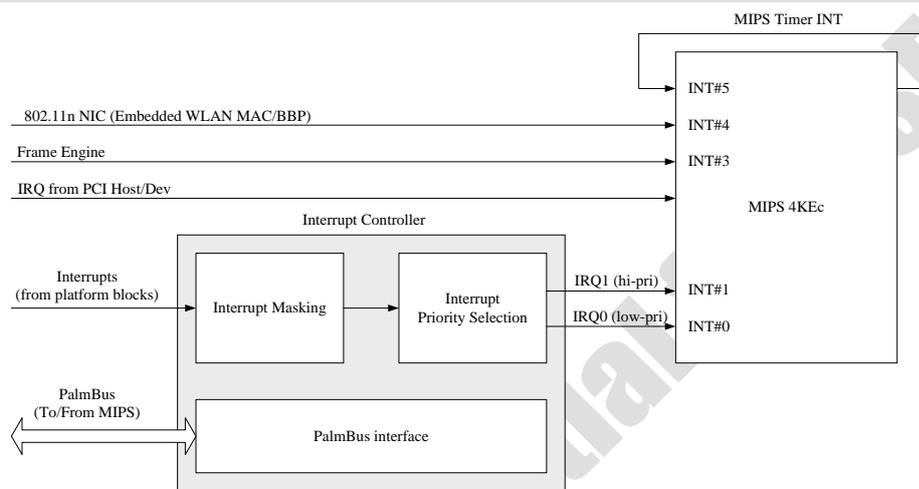 MIPS Timer INT
INT#5
802.11n NIC (Embedded WLAN MAC/BBP)
INT#4
Frame Engine
INT#3
IRQ from PCI Host/Dev
MIPS 4KEc
Interrupt Controller
Interrupts
(from platform blocks)
Interrupt Masking
Interrupt
Priority Selection
IRQ1 (hi-pri)
INT#1
IRQ0 (low-pri)
INT#0
PalmBus
(To/From MIPS)
PalmBus interface